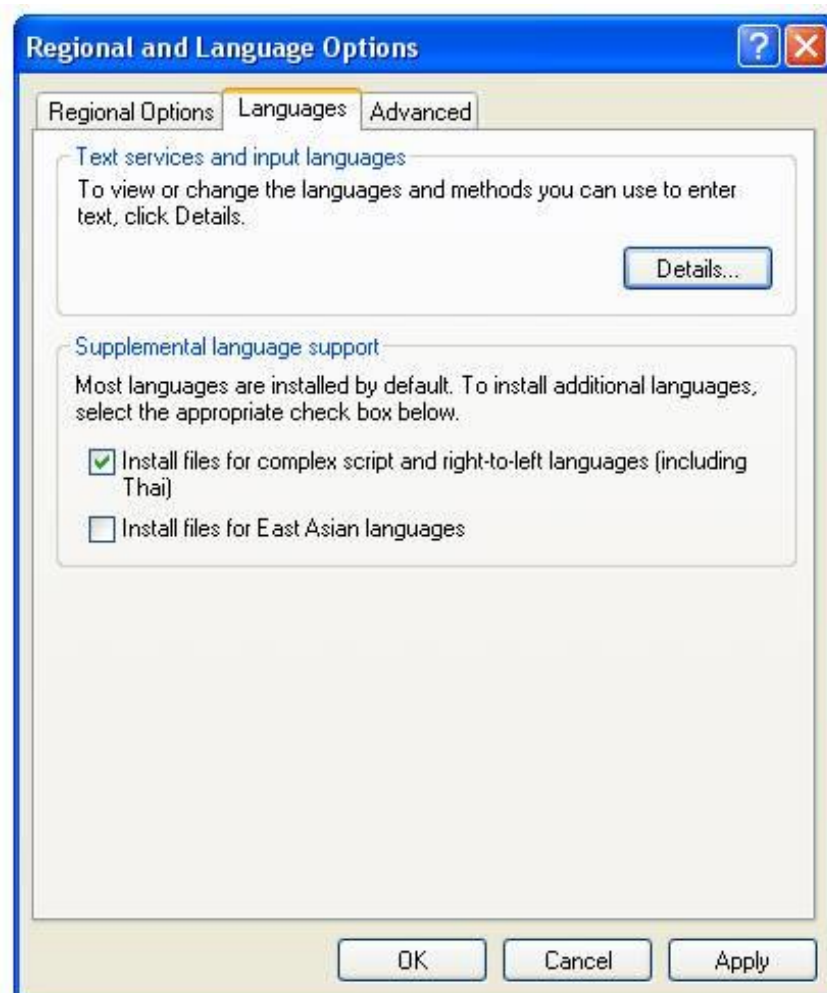 Regional and Language Options
Regional Options Languages Advanced
Text services and input languages
To view or change the languages and methods you can use to enter
text, click Details.
Details...
Supplemental language support
Most languages are installed by default. To install additional languages,
select the appropriate check box below.
Install files for complex script and right-to-left languages (including
Thai)
Install files for East Asian languages
OK Cancel Apply